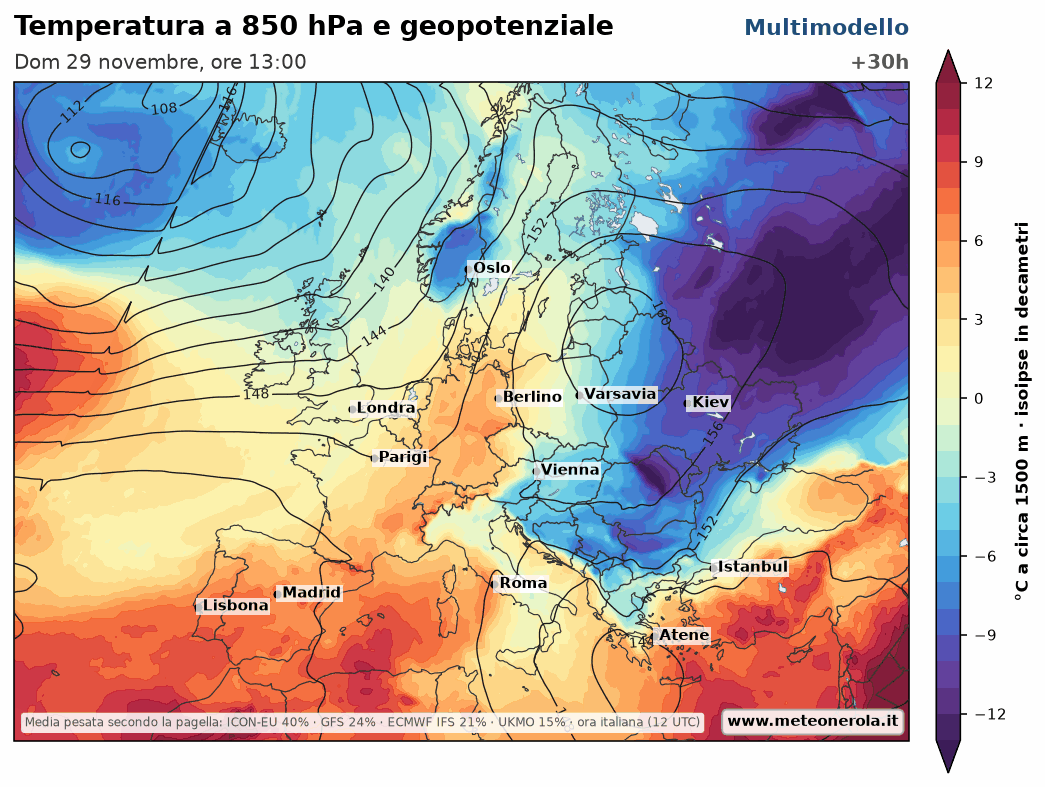 Temperatura a 850 hPa e geopotenziale
Multimodello
Dom 29 novembre, ore 13:00
+30h
112
108
116
116
152
140
144
148
160
156
152
144
Oslo
Berlino
Varsavia
Kiev
Londra
Parigi
Vienna
Istanbul
Roma
Madrid
Lisbona
Atene
12
9
6
3
0
−3
−6
−9
−12
°C a circa 1500 m · isoipse in decametri
Media pesata secondo la pagella: ICON-EU 40% · GFS 24% · ECMWF IFS 21% · UKMO 15% · ora italiana (12 UTC)
www.meteonerola.it